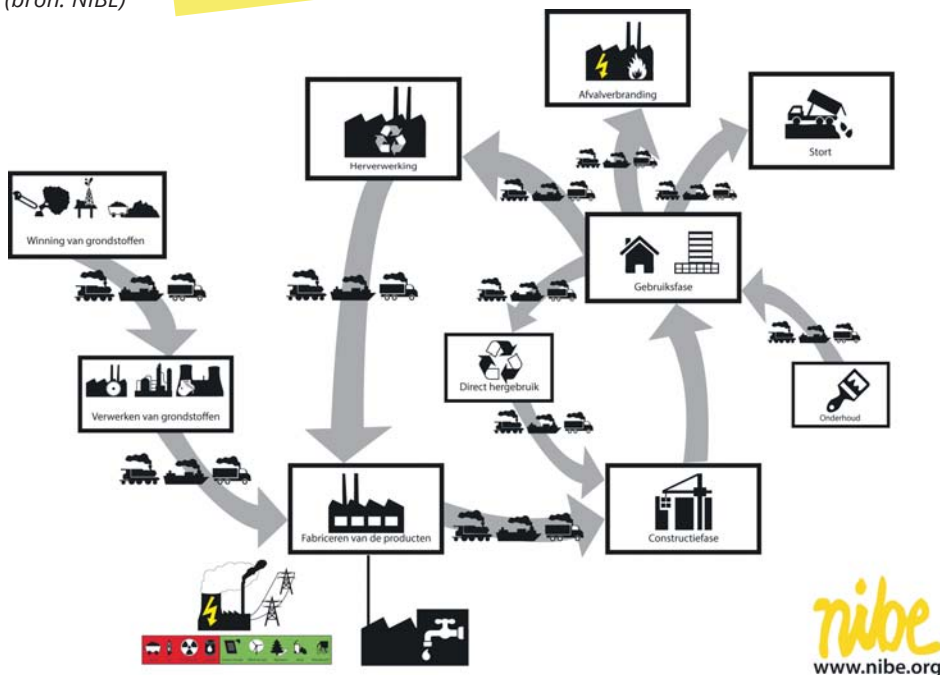 (bron: NIBE)
Afvalverbranding
Stort
Herverwerking
Winning van grondstoffen
Gebruiksfase
Direct hergebruik
Onderhoud
Verwerken van grondstoffen
Fabriceren van de producten
Constructiefase
nibe
www.nibe.org